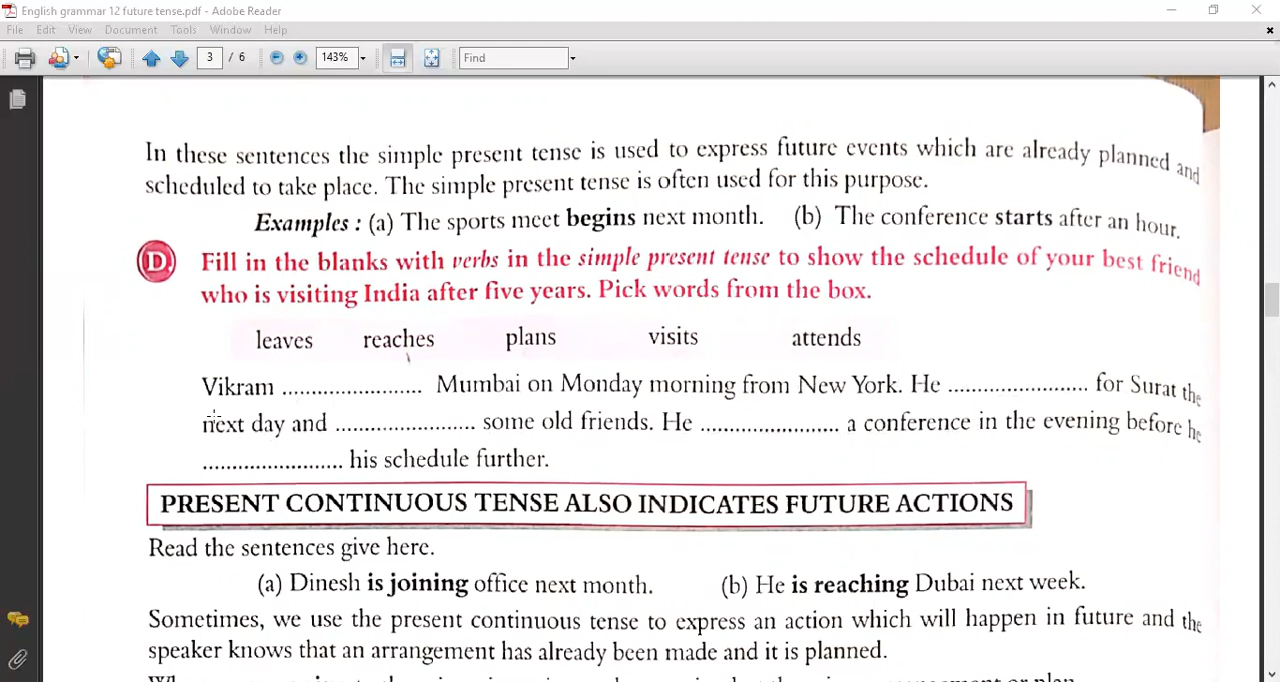 English grammar 12 future tense.pdf - Adobe Reader
File Edit View Document Tools Window Help
3 / 6 143% Find
In these sentences the simple present tense is used to express future events which are already planned and
scheduled to take place. The simple present tense is often used for this purpose.
Examples : (a) The sports meet begins next month. (b) The conference starts after an hour.
D. Fill in the blanks with verbs in the simple present tense to show the schedule of your best friend
who is visiting India after five years. Pick words from the box.
leaves reaches plans visits attends
Vikram ........................ Mumbai on Monday morning from New York. He ........................ for Surat the
next day and ........................ some old friends. He ........................ a conference in the evening before he
........................ his schedule further.
PRESENT CONTINUOUS TENSE ALSO INDICATES FUTURE ACTIONS
Read the sentences give here.
(a) Dinesh is joining office next month. (b) He is reaching Dubai next week.
Sometimes, we use the present continuous tense to express an action which will happen in future and the
speaker knows that an arrangement has already been made and it is planned.